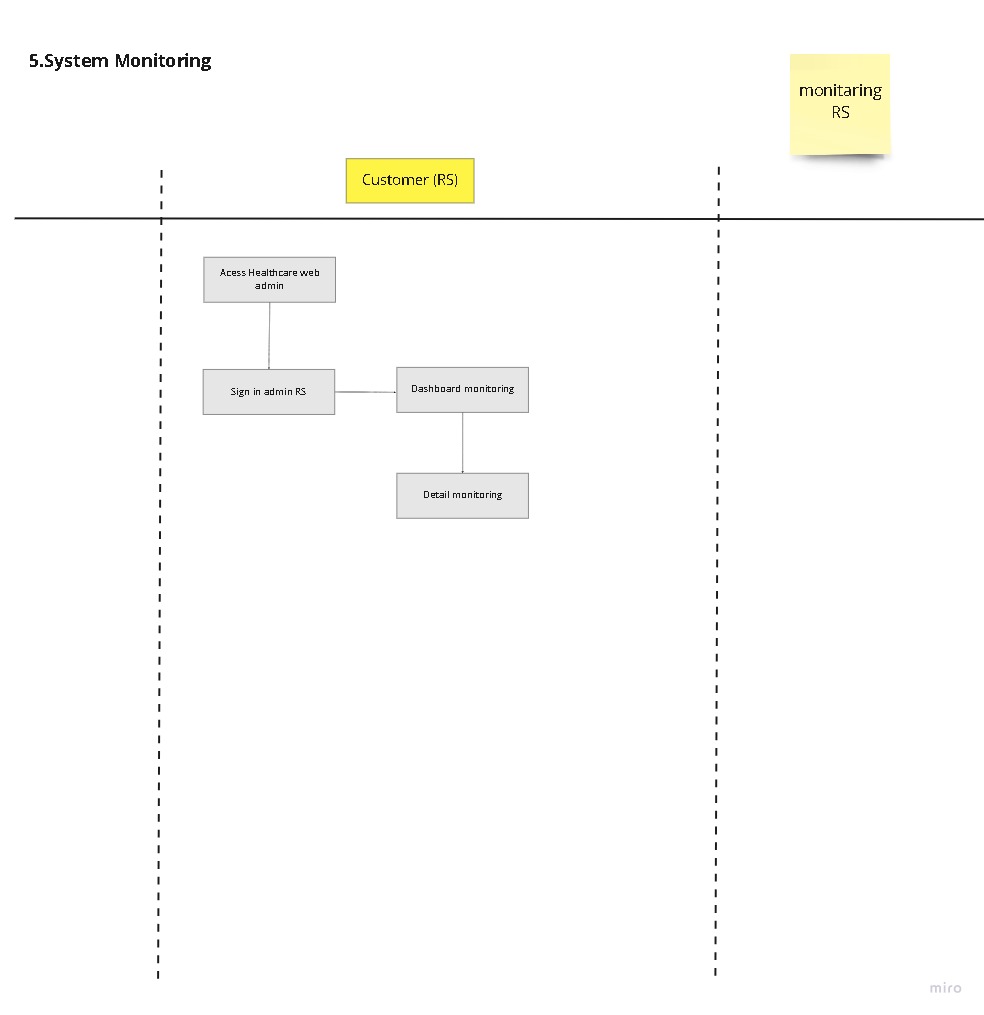 5.System Monitoring
monitaring
RS
Customer (RS)
Acess Healthcare web
admin
Sign in admin RS
Dashboard monitoring
Detail monitoring
miro